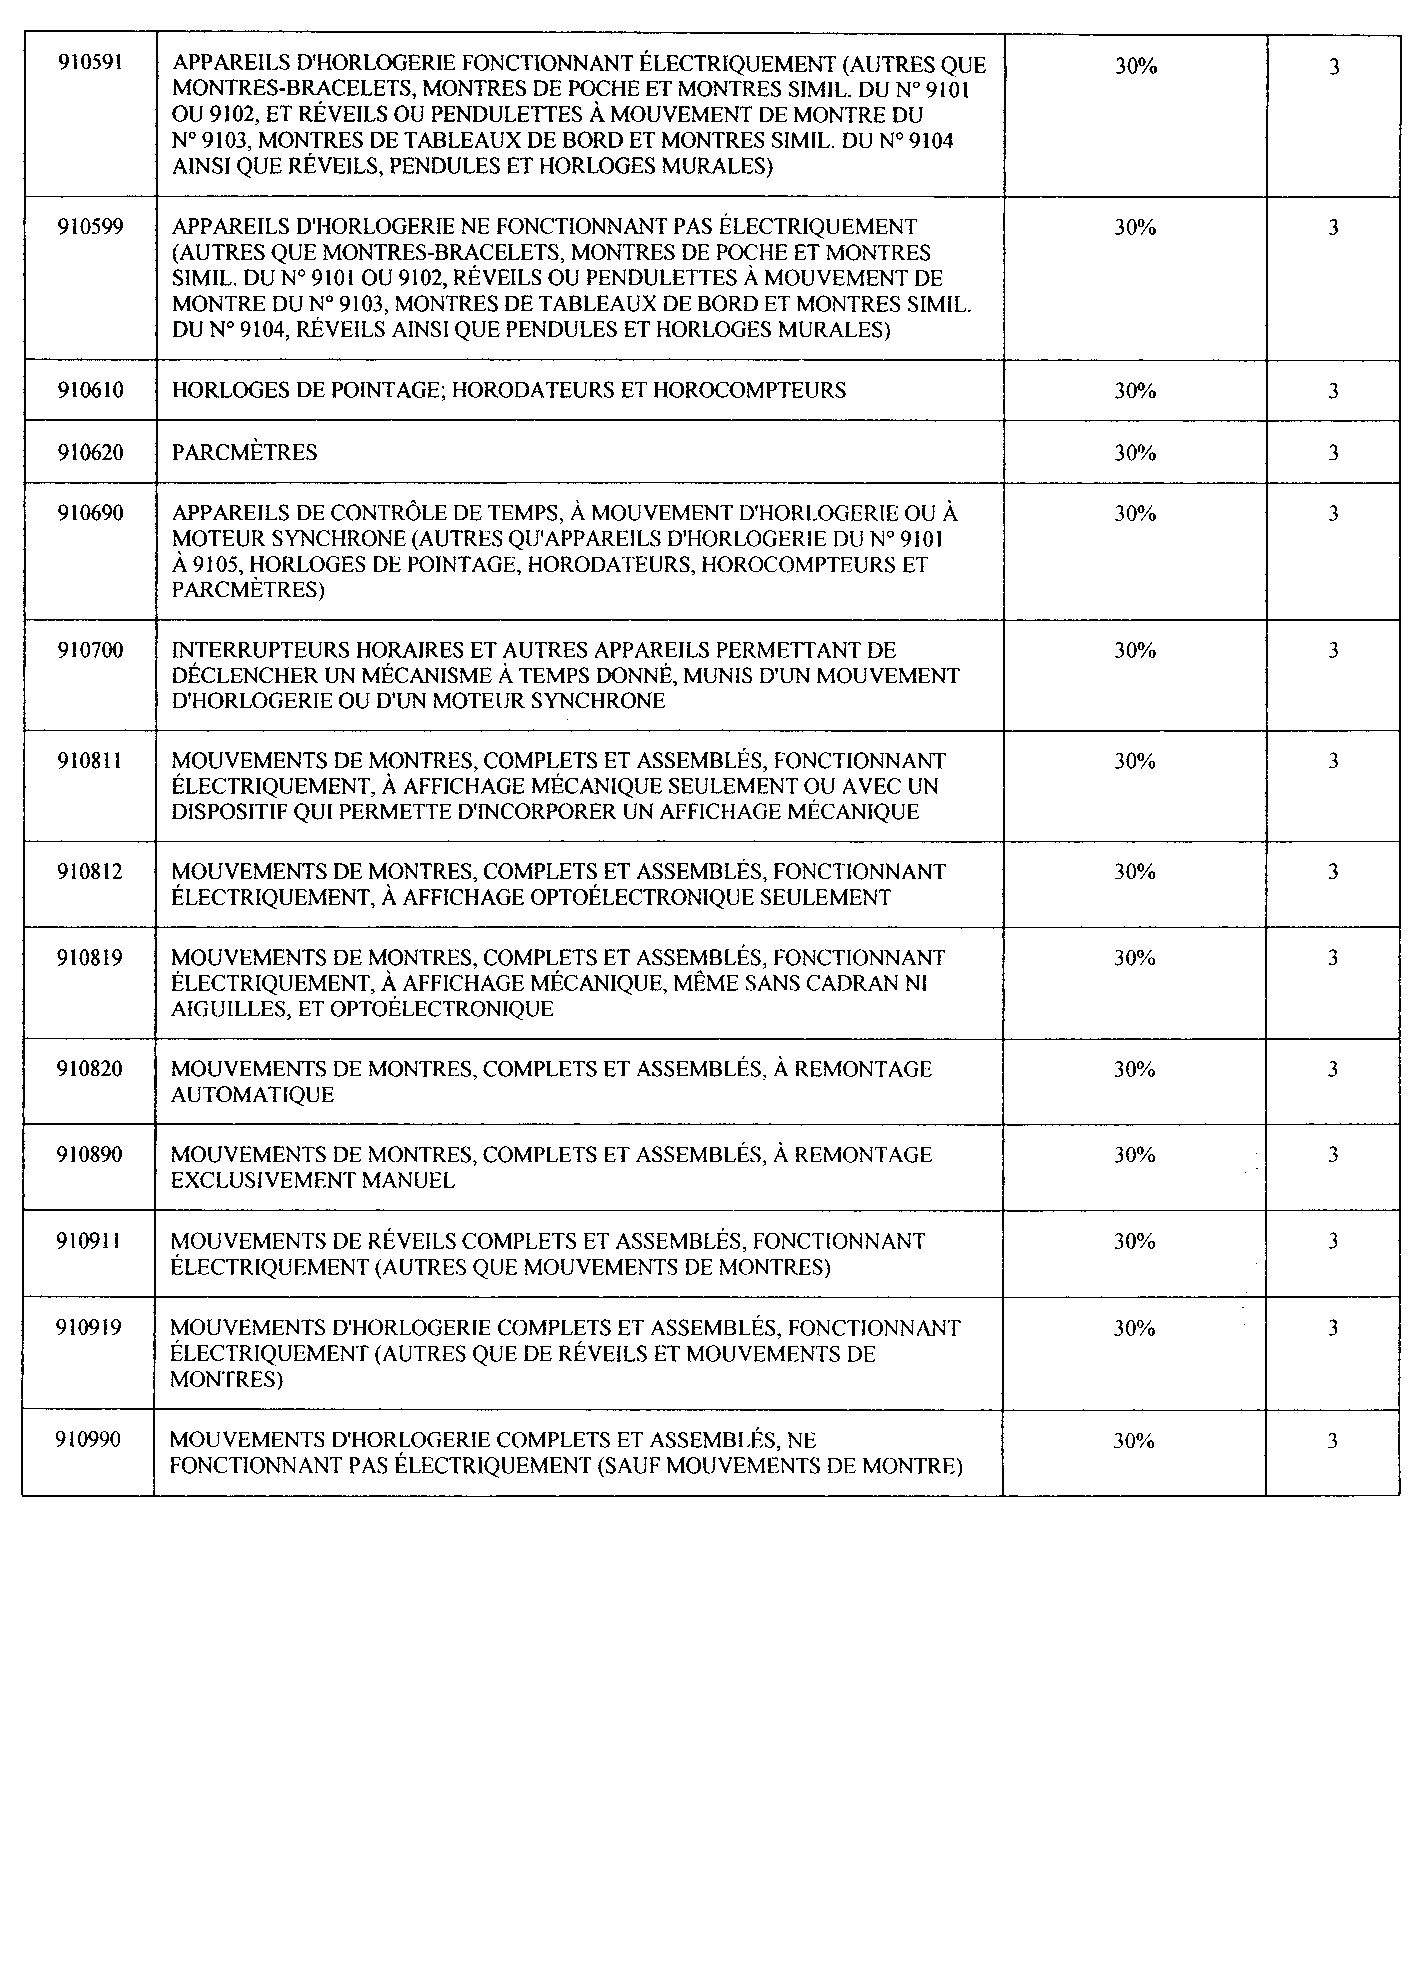 910591 APPAREILS D'HORLOGERIE FONCTIONNANT ÉLECTRIQUEMENT (AUTRES QUE 30% 3
MONTRES-BRACELETS, MONTRES DE POCHE ET MONTRES SIMIL. DU N° 9101
OU 9102, ET RÉVEILS OU PENDULETTES À MOUVEMENT DE MONTRE DU
N° 9103, MONTRES DE TABLEAUX DE BORD ET MONTRES SIMIL. DU N° 9104
AINSI QUE RÉVEILS, PENDULES ET HORLOGES MURALES)
910599 APPAREILS D'HORLOGERIE NE FONCTIONNANT PAS ÉLECTRIQUEMENT 30% 3
(AUTRES QUE MONTRES-BRACELETS, MONTRES DE POCHE ET MONTRES
SIMIL. DU N° 9101 OU 9102, RÉVEILS OU PENDULETTES À MOUVEMENT DE
MONTRE DU N° 9103, MONTRES DE TABLEAUX DE BORD ET MONTRES SIMIL.
DU N° 9104, RÉVEILS AINSI QUE PENDULES ET HORLOGES MURALES)
910610 HORLOGES DE POINTAGE; HORODATEURS ET HOROCOMPTEURS 30% 3
910620 PARCMÈTRES 30% 3
910690 APPAREILS DE CONTRÔLE DE TEMPS, À MOUVEMENT D'HORLOGERIE OU À 30% 3
MOTEUR SYNCHRONE (AUTRES QU'APPAREILS D'HORLOGERIE DU N° 9101
À 9105, HORLOGES DE POINTAGE, HORODATEURS, HOROCOMPTEURS ET
PARCMÈTRES)
910700 INTERRUPTEURS HORAIRES ET AUTRES APPAREILS PERMETTANT DE 30% 3
DÉCLENCHER UN MÉCANISME À TEMPS DONNÉ, MUNIS D'UN MOUVEMENT
D'HORLOGERIE OU D'UN MOTEUR SYNCHRONE
910811 MOUVEMENTS DE MONTRES, COMPLETS ET ASSEMBLÉS, FONCTIONNANT 30% 3
ÉLECTRIQUEMENT, À AFFICHAGE MÉCANIQUE SEULEMENT OU AVEC UN
DISPOSITIF QUI PERMETTE D'INCORPORER UN AFFICHAGE MÉCANIQUE
910812 MOUVEMENTS DE MONTRES, COMPLETS ET ASSEMBLÉS, FONCTIONNANT 30% 3
ÉLECTRIQUEMENT, À AFFICHAGE OPTOÉLECTRONIQUE SEULEMENT
910819 MOUVEMENTS DE MONTRES, COMPLETS ET ASSEMBLÉS, FONCTIONNANT 30% 3
ÉLECTRIQUEMENT, À AFFICHAGE MÉCANIQUE, MÊME SANS CADRAN NI
AIGUILLES, ET OPTOÉLECTRONIQUE
910820 MOUVEMENTS DE MONTRES, COMPLETS ET ASSEMBLÉS, À REMONTAGE 30% 3
AUTOMATIQUE
910890 MOUVEMENTS DE MONTRES, COMPLETS ET ASSEMBLÉS, À REMONTAGE 30% 3
EXCLUSIVEMENT MANUEL
910911 MOUVEMENTS DE RÉVEILS COMPLETS ET ASSEMBLÉS, FONCTIONNANT 30% 3
ÉLECTRIQUEMENT (AUTRES QUE MOUVEMENTS DE MONTRES)
910919 MOUVEMENTS D'HORLOGERIE COMPLETS ET ASSEMBLÉS, FONCTIONNANT 30% 3
ÉLECTRIQUEMENT (AUTRES QUE DE RÉVEILS ET MOUVEMENTS DE
MONTRES)
910990 MOUVEMENTS D'HORLOGERIE COMPLETS ET ASSEMBLÉS, NE 30% 3
FONCTIONNANT PAS ÉLECTRIQUEMENT (SAUF MOUVEMENTS DE MONTRE)